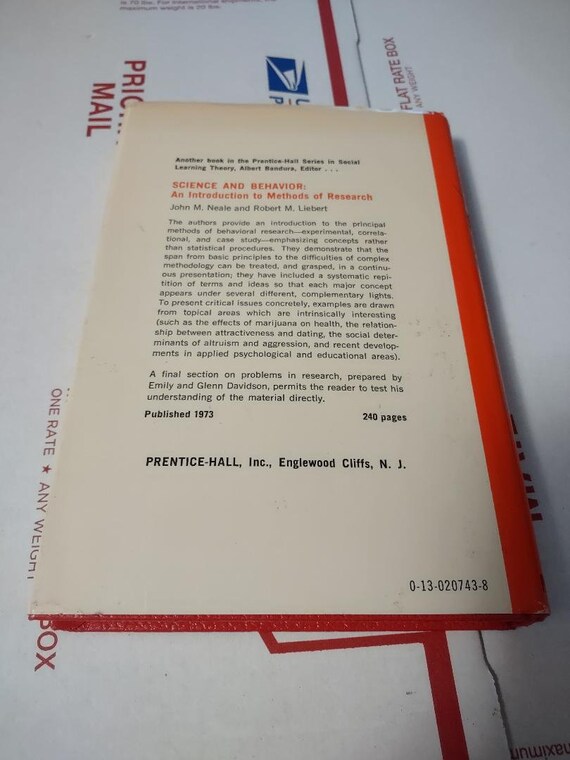 is 70 lbs. For international
maximum weight is 20 lbs.
PRIO
MAIL
FLAT RATE BOX
ANY WEIGHT
Another book in the Prentice-Hall Series in Social
Learning Theory, Albert Bandura, Editor . . .
SCIENCE AND BEHAVIOR:
An Introduction to Methods of Research
John M. Neale and Robert M. Liebert
The authors provide an introduction to the principal
methods of behavioral research—experimental, correla-
tional, and case study—emphasizing concepts rather
than statistical procedures. They demonstrate that the
span from basic principles to the difficulties of complex
methodology can be treated, and grasped, in a continu-
ous presentation; they have included a systematic repi-
tition of terms and ideas so that each major concept
appears under several different, complementary lights.
To present critical issues concretely, examples are drawn
from topical areas which are intrinsically interesting
(such as the effects of marijuana on health, the relation-
ship between attractiveness and dating, the social deter-
minants of altruism and aggression, and recent develop-
ments in applied psychological and educational areas).
A final section on problems in research, prepared by
Emily and Glenn Davidson, permits the reader to test his
understanding of the material directly.
Published 1973 240 pages
PRENTICE-HALL, Inc., Englewood Cliffs, N. J.
0-13-020743-8
ONE RATE ★ ANY WEIGHT
BOX